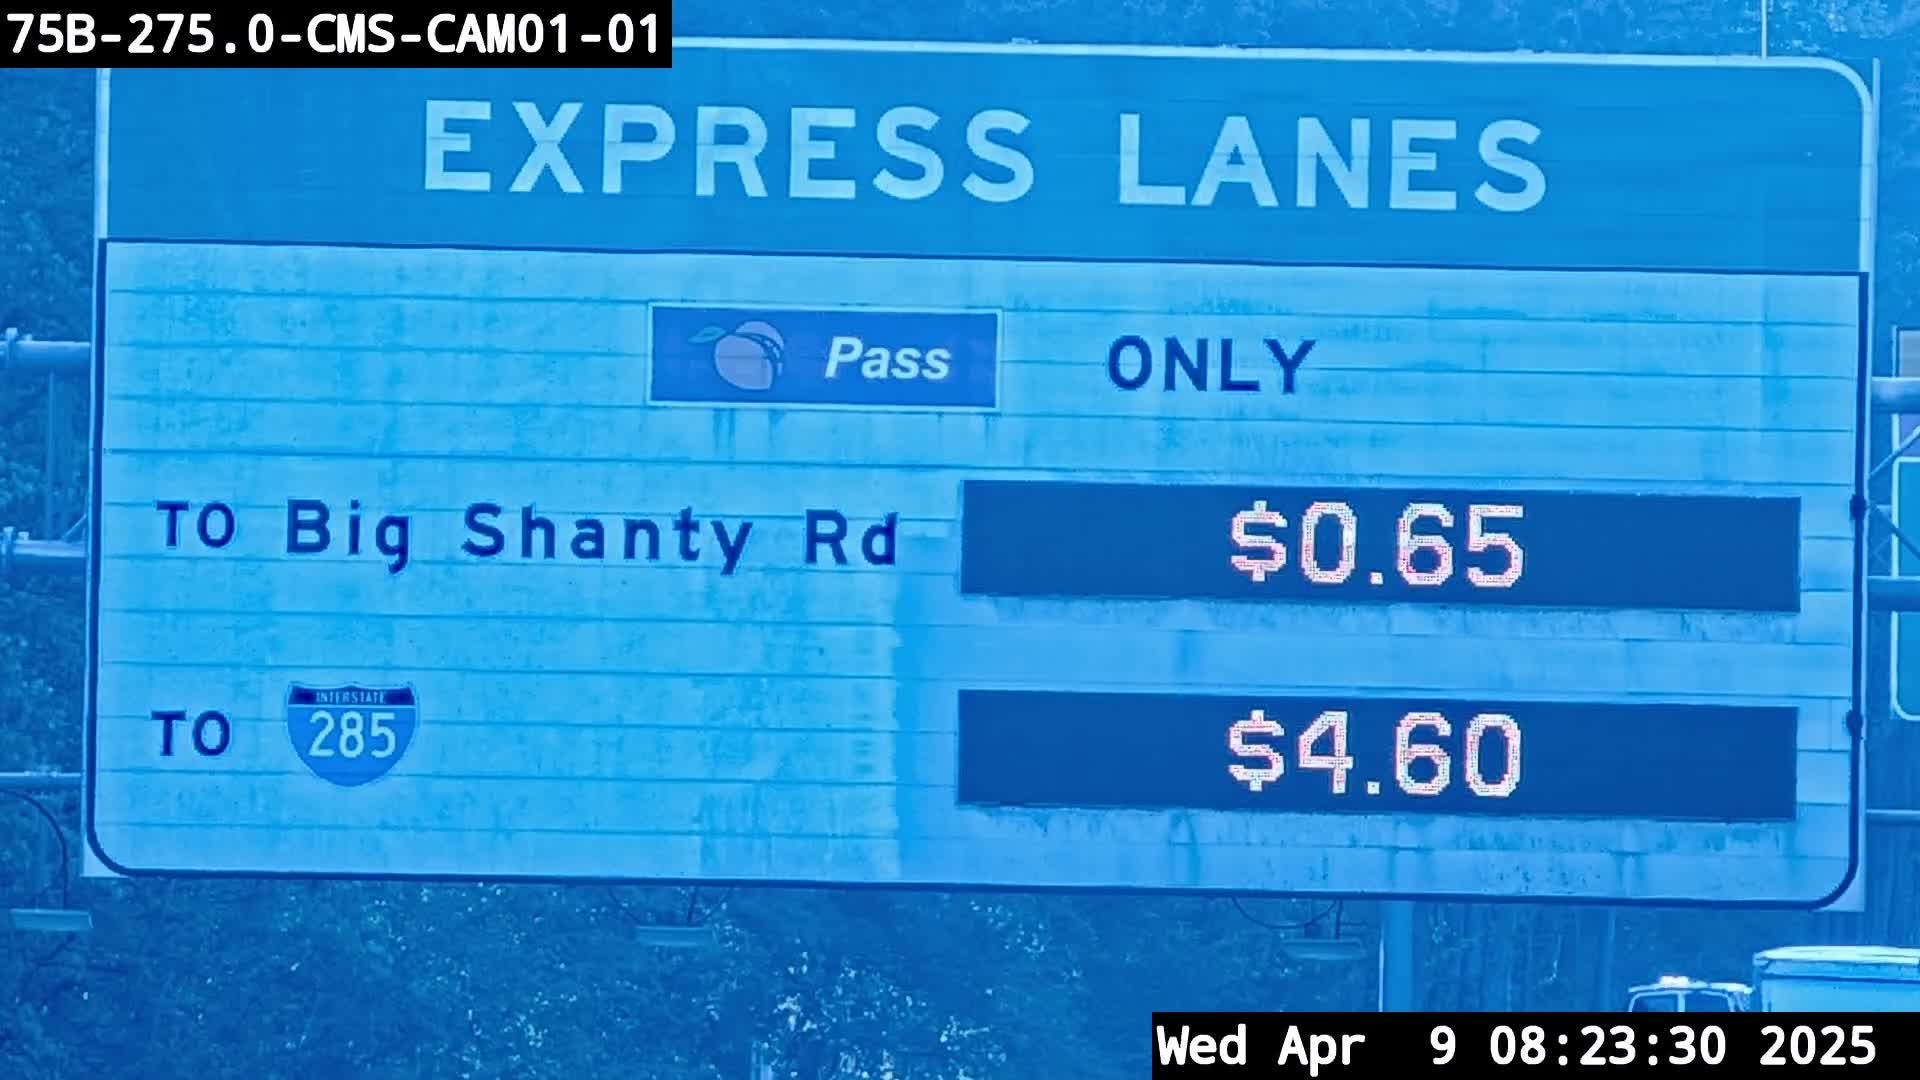 75B-275.0-CMS-CAM01-01
EXPRESS LANES
Pass ONLY
TO Big Shanty Rd $0.65
INTERSTATE
TO 285 $4.60
Wed Apr 9 08:23:30 2025